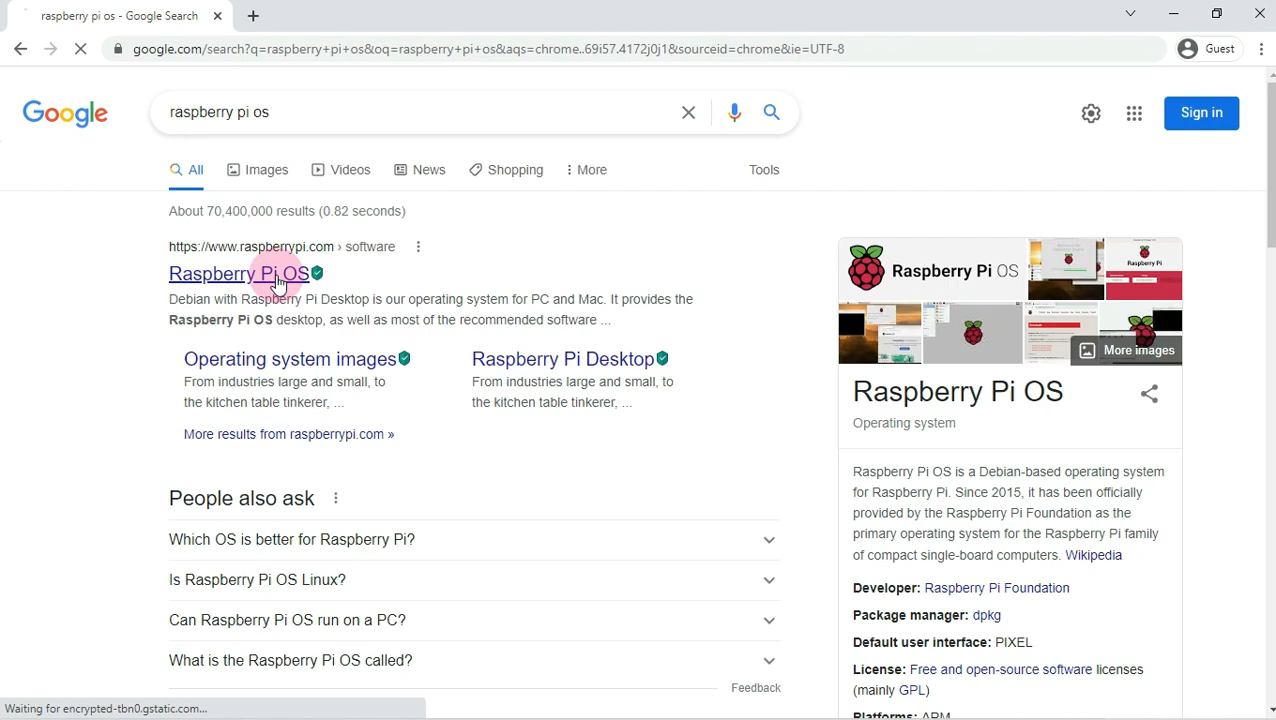 raspberry pi os - Google Search
google.com/search?q=raspberry+pi+os&oq=raspberry+pi+os&aqs=chrome..69i57.4172j0j1&sourceid=chrome&ie=UTF-8
Guest
Google
raspberry pi os
Sign in
All
Images
Videos
News
Shopping
More
Tools
About 70,400,000 results (0.82 seconds)
https://www.raspberrypi.com › software
Raspberry Pi OS
Debian with Raspberry Pi Desktop is our operating system for PC and Mac. It provides the
Raspberry Pi OS desktop, as well as most of the recommended software ...
Operating system images
From industries large and small, to
the kitchen table tinkerer, ...
Raspberry Pi Desktop
From industries large and small, to
the kitchen table tinkerer, ...
More results from raspberrypi.com »
People also ask
Which OS is better for Raspberry Pi?
Is Raspberry Pi OS Linux?
Can Raspberry Pi OS run on a PC?
What is the Raspberry Pi OS called?
Feedback
Raspberry Pi OS
Raspberry Pi
More images
Raspberry Pi OS
Operating system
Raspberry Pi OS is a Debian-based operating system
for Raspberry Pi. Since 2015, it has been officially
provided by the Raspberry Pi Foundation as the
primary operating system for the Raspberry Pi family
of compact single-board computers. Wikipedia
Developer: Raspberry Pi Foundation
Package manager: dpkg
Default user interface: PIXEL
License: Free and open-source software licenses
(mainly GPL)
Platforms: ARM
Waiting for encrypted-tbn0.gstatic.com...